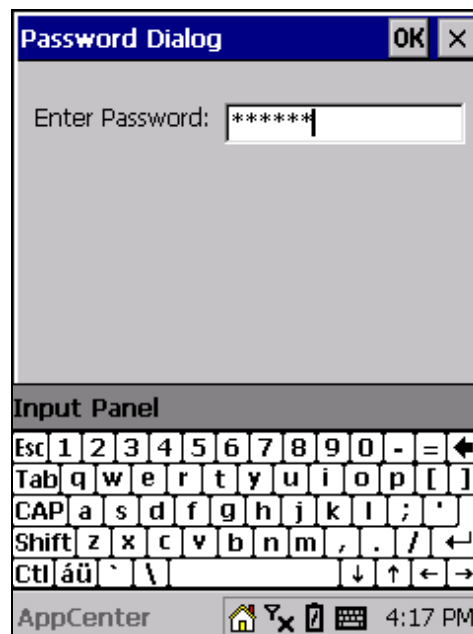 Password Dialog OK ×
Enter Password: ******
Input Panel
Esc 1 2 3 4 5 6 7 8 9 0 - = 🡄
Tab q w e r t y u i o p [ ]
CAP a s d f g h j k l ; '
Shift z x c v b n m , . / ↵
Ctl áü ` \ ↓ ↑ ← →
AppCenter 4:17 PM